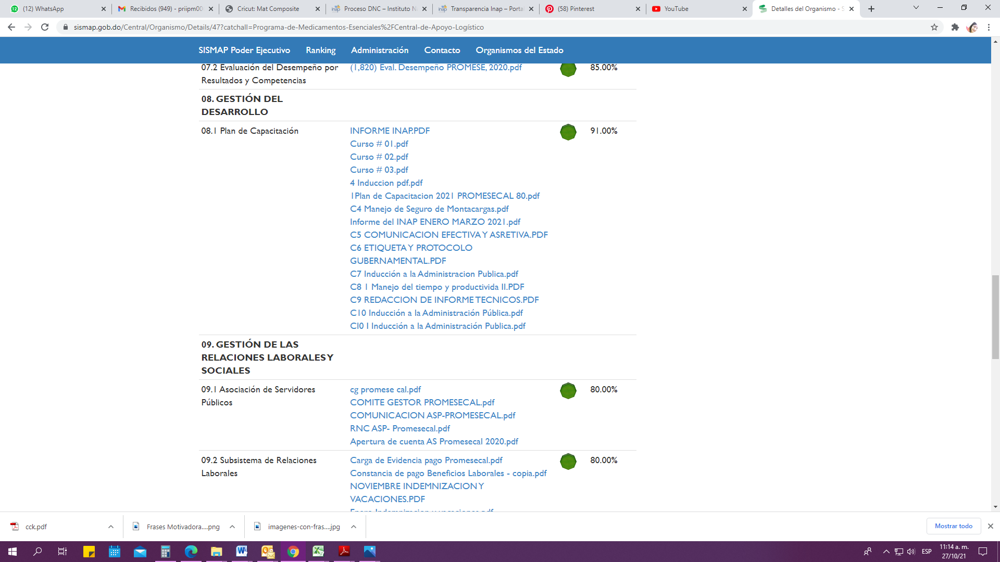 (12) WhatsApp
Recibidos (949) - priipm00
Cricut: Mat Composite
Proceso DNC – Instituto N
Transparencia Inap – Porta
(58) Pinterest
YouTube
Detalles del Organismo - S
sismap.gob.do/Central/Organismo/Details/47?catchall=Programa-de-Medicamentos-Esenciales%2FCentral-de-Apoyo-Logístico
SISMAP Poder Ejecutivo
Ranking
Administración
Contacto
Organismos del Estado
07.2 Evaluación del Desempeño por
Resultados y Competencias
(1,820) Eval. Desempeño PROMESE, 2020.pdf
85.00%
08. GESTIÓN DEL
DESARROLLO
08.1 Plan de Capacitación
INFORME INAP.PDF
91.00%
Curso # 01.pdf
Curso # 02.pdf
Curso # 03.pdf
4 Induccion pdf.pdf
1Plan de Capacitacion 2021 PROMESECAL 80.pdf
C4 Manejo de Seguro de Montacargas.pdf
Informe del INAP ENERO MARZO 2021.pdf
C5 COMUNICACION EFECTIVA Y ASRETIVA.PDF
C6 ETIQUETA Y PROTOCOLO
GUBERNAMENTAL.PDF
C7 Inducción a la Administracion Publica.pdf
C8 1 Manejo del tiempo y productivida II.PDF
C9 REDACCION DE INFORME TECNICOS.PDF
C10 Inducción a la Administración Pública.pdf
Cl0 I Inducción a la Administración Publica.pdf
09. GESTIÓN DE LAS
RELACIONES LABORALES Y
SOCIALES
09.1 Asociación de Servidores
Públicos
cg promese cal.pdf
80.00%
COMITE GESTOR PROMESECAL.pdf
COMUNICACION ASP-PROMESECAL.pdf
RNC ASP- Promesecal.pdf
Apertura de cuenta AS Promesecal 2020.pdf
09.2 Subsistema de Relaciones
Laborales
Carga de Evidencia pago Promesecal.pdf
80.00%
Constancia de pago Beneficios Laborales - copia.pdf
NOVIEMBRE INDEMNIZACION Y
VACACIONES.PDF
Enero Indemnizacion y vacaciones.pdf
cck.pdf
Frases Motivadora....png
imagenes-con-fras....jpg
Mostrar todo
ESP
11:14 a. m.
27/10/21